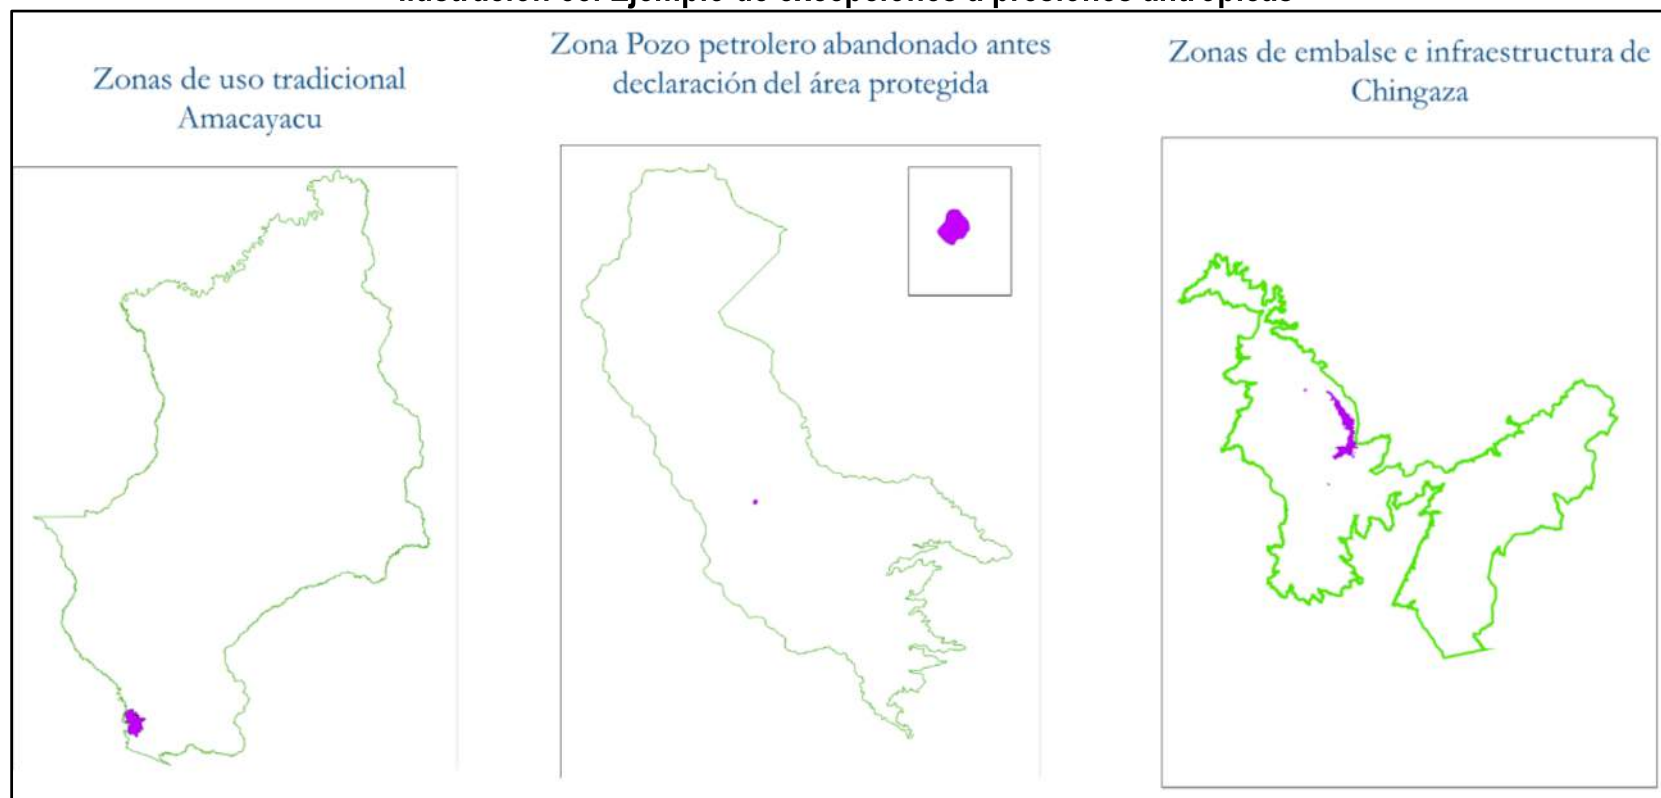 Zonas de uso tradicional
Amacayacu
Zona Pozo petrolero abandonado antes
declaración del área protegida
Zonas de embalse e infraestructura de
Chingaza